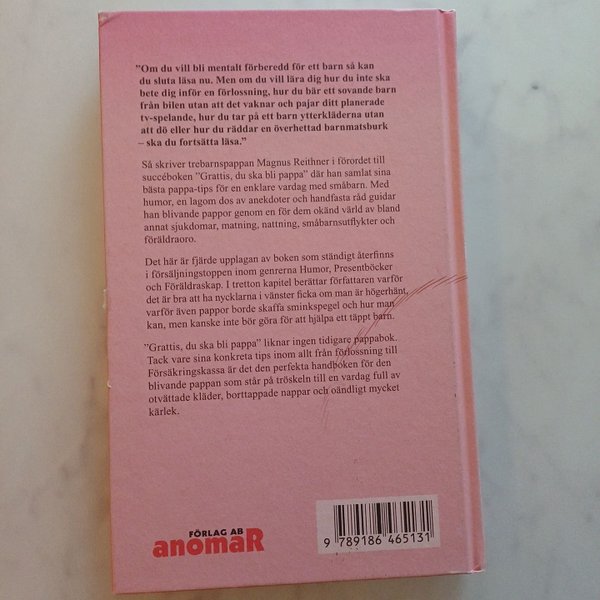 ”Om du vill bli mentalt förberedd för ett barn så kan
du sluta läsa nu. Men om du vill lära dig hur du inte ska
bete dig inför en förlossning, hur du bär ett sovande barn
från bilen utan att det vaknar och pajar ditt planerade
tv-spelande, hur du tar på ett barn ytterkläderna utan
att dö eller hur du räddar en överhettad barnmatsburk
– ska du fortsätta läsa.”
Så skriver trebarnspappan Magnus Reithner i förordet till
succéboken ”Grattis, du ska bli pappa” där han samlat sina
bästa pappa-tips för en enklare vardag med småbarn. Med
humor, en lagom dos av anekdoter och handfasta råd guidar
han blivande pappor genom en för dem okänd värld av bland
annat sjukdomar, matning, nattning, småbarnsutflykter och
föräldraoro.
Det här är fjärde upplagan av boken som ständigt återfinns
i försäljningstoppen inom genrerna Humor, Presentböcker
och Föräldraskap. I tretton kapitel berättar författaren varför
det är bra att ha nycklarna i vänster ficka om man är högerhänt,
varför även pappor borde skaffa sminkspegel och hur man
kan, men kanske inte bör göra för att hjälpa ett täppt barn.
”Grattis, du ska bli pappa” liknar ingen tidigare pappabok.
Tack vare sina konkreta tips inom allt från förlossning till
Försäkringskassa är det den perfekta handboken för den
blivande pappan som står på tröskeln till en vardag full av
otvättade kläder, borttappade nappar och oändligt mycket
kärlek.
FÖRLAG AB
anomaR
9 789186 465131